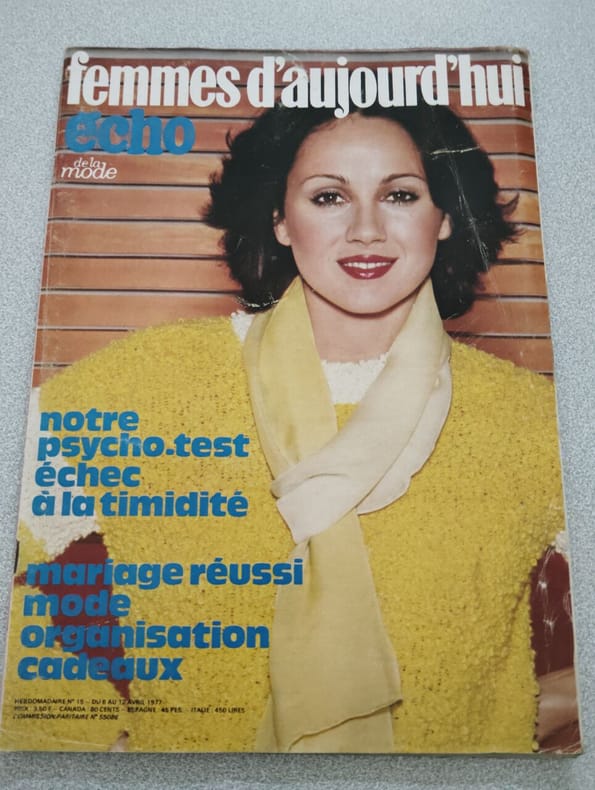 femmes d'aujourd'hui
écho
de la
mode
notre
psycho.test
échec
à la timidité
mariage réussi
mode
organisation
cadeaux
HEBDOMADAIRE N° 15 - DU 6 AU 12 AVRIL 1977
PRIX : 3,50 F - CANADA : 80 CENTS - ESPAGNE : 45 PES. - ITALIE : 450 LIRES
COMMISSION PARITAIRE N° 55086